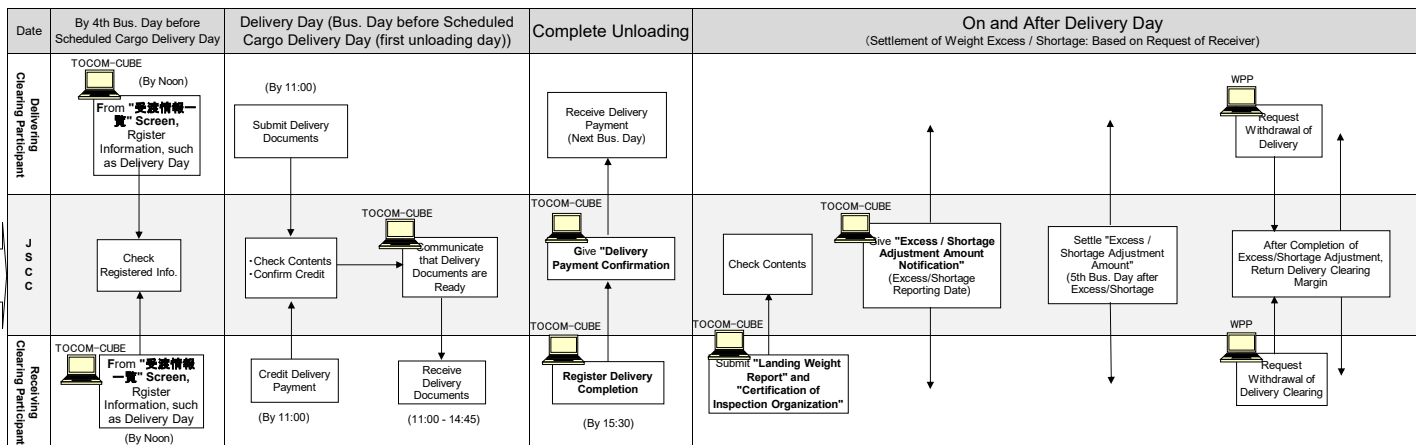 Date
By 4th Bus. Day before
Scheduled Cargo Delivery Day
Delivery Day (Bus. Day before Scheduled
Cargo Delivery Day (first unloading day))
Complete Unloading
On and After Delivery Day
(Settlement of Weight Excess / Shortage: Based on Request of Receiver)
Delivering
Clearing Participant
TOCOM-CUBE
(By Noon)
From "受渡情報一
覧" Screen,
Rgister
Information, such
as Delivery Day
(By 11:00)
Submit Delivery
Documents
Receive Delivery
Payment
(Next Bus. Day)
WPP
Request
Withdrawal of
Delivery
JSCC
Check
Registered Info.
・Check Contents
・Confirm Credit
TOCOM-CUBE
Communicate
that Delivery
Documents are
Ready
TOCOM-CUBE
Give "Delivery
Payment Confirmation
Check Contents
TOCOM-CUBE
Give "Excess / Shortage
Adjustment Amount
Notification"
(Excess/Shortage
Reporting Date)
Settle "Excess /
Shortage Adjustment
Amount"
(5th Bus. Day after
Excess/Shortage
After Completion of
Excess/Shortage Adjustment,
Return Delivery Clearing
Margin
Receiving
Clearing Participant
TOCOM-CUBE
From "受渡情報
一覧" Screen,
Rgister
Information, such
as Delivery Day
(By Noon)
Credit Delivery
Payment
(By 11:00)
Receive
Delivery
Documents
(11:00 - 14:45)
TOCOM-CUBE
Register Delivery
Completion
(By 15:30)
TOCOM-CUBE
Submit "Landing Weight
Report" and
"Certification of
Inspection Organization"
WPP
Request
Withdrawal of
Delivery Clearing